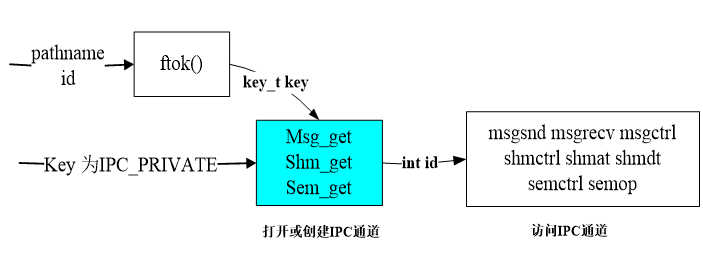 pathname
id
ftok()
key_t key
Key 为IPC_PRIVATE
Msg_get
Shm_get
Sem_get
int id
msgsnd msgrecv msgctrl
shmctrl shmat shmdt
semctrl semop
打开或创建IPC通道
访问IPC通道